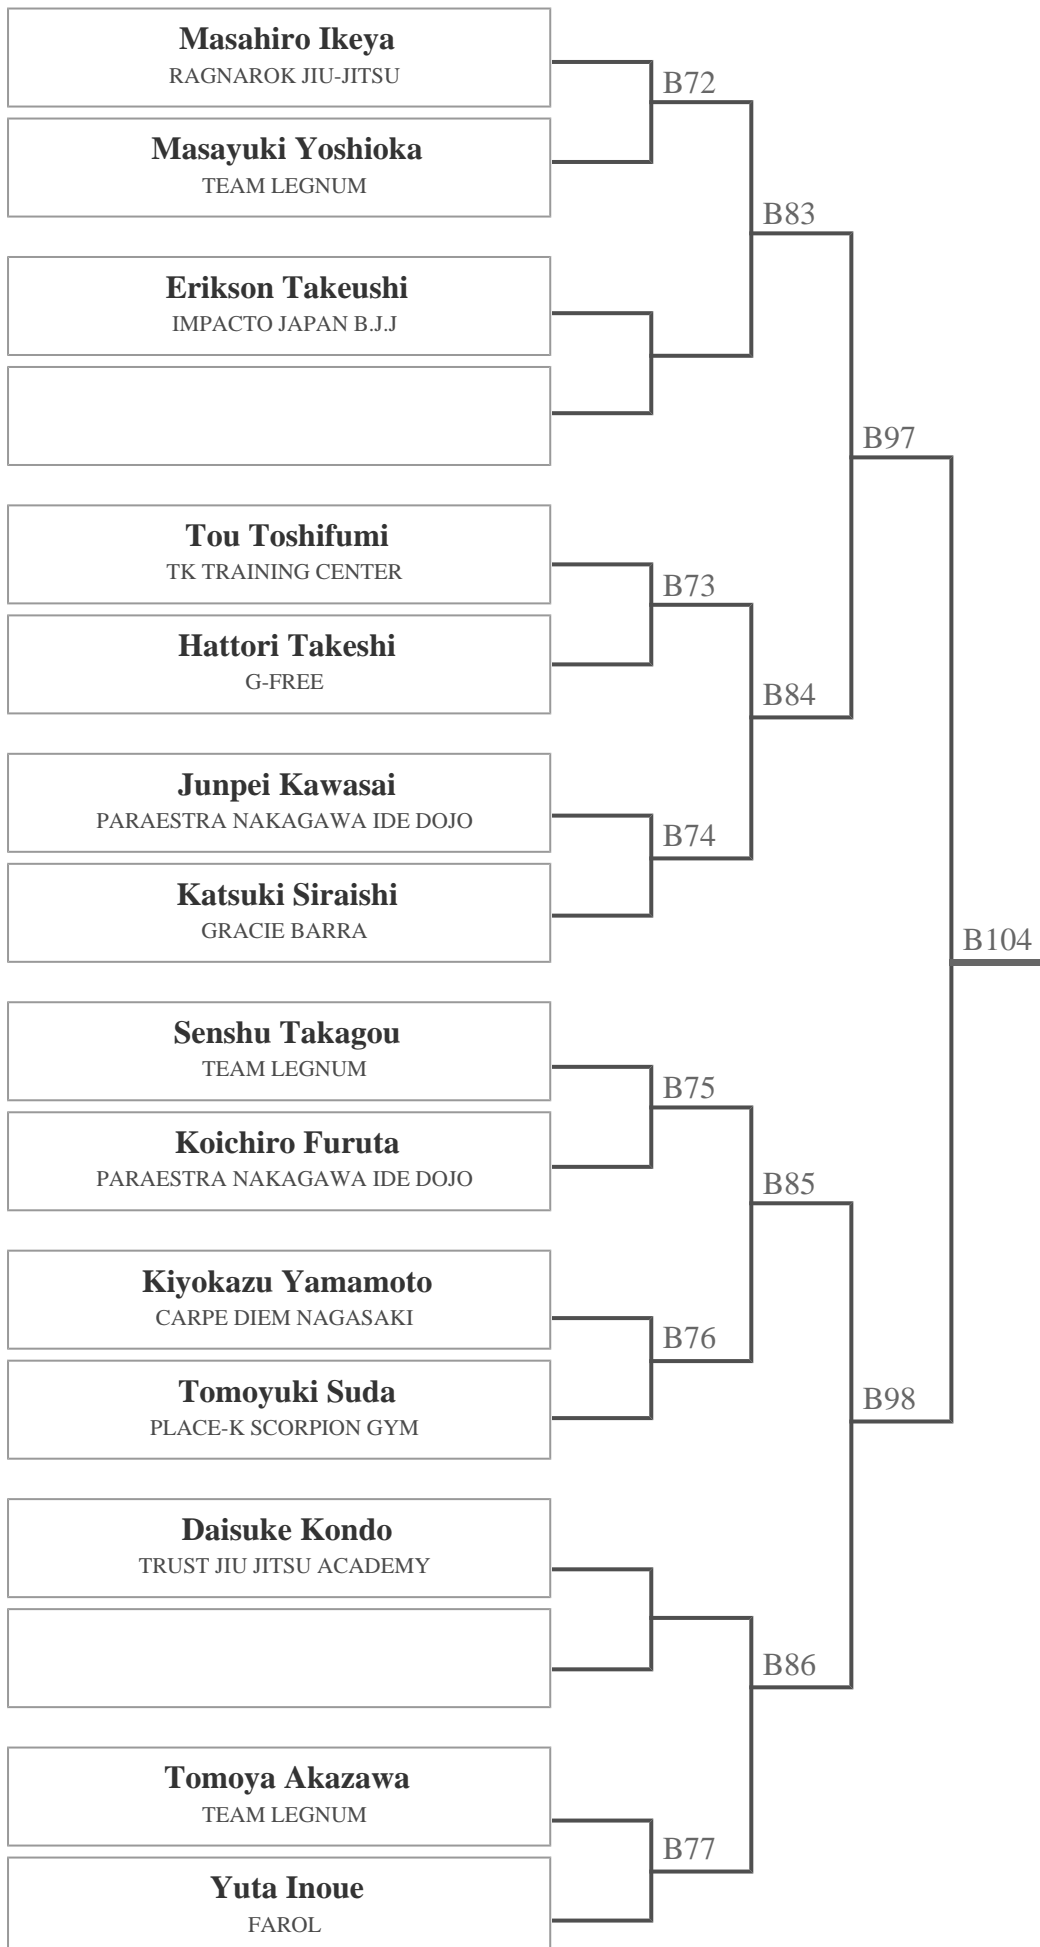 Masahiro Ikeya
RAGNAROK JIU-JITSU
B72
Masayuki Yoshioka
TEAM LEGNUM
B83
Erikson Takeushi
IMPACTO JAPAN B.J.J
B97
Tou Toshifumi
TK TRAINING CENTER
B73
Hattori Takeshi
G-FREE
B84
Junpei Kawasai
PARAESTRA NAKAGAWA IDE DOJO
B74
Katsuki Siraishi
GRACIE BARRA
B104
Senshu Takagou
TEAM LEGNUM
B75
Koichiro Furuta
PARAESTRA NAKAGAWA IDE DOJO
B85
Kiyokazu Yamamoto
CARPE DIEM NAGASAKI
B76
Tomoyuki Suda
PLACE-K SCORPION GYM
B98
Daisuke Kondo
TRUST JIU JITSU ACADEMY
B86
Tomoya Akazawa
TEAM LEGNUM
B77
Yuta Inoue
FAROL